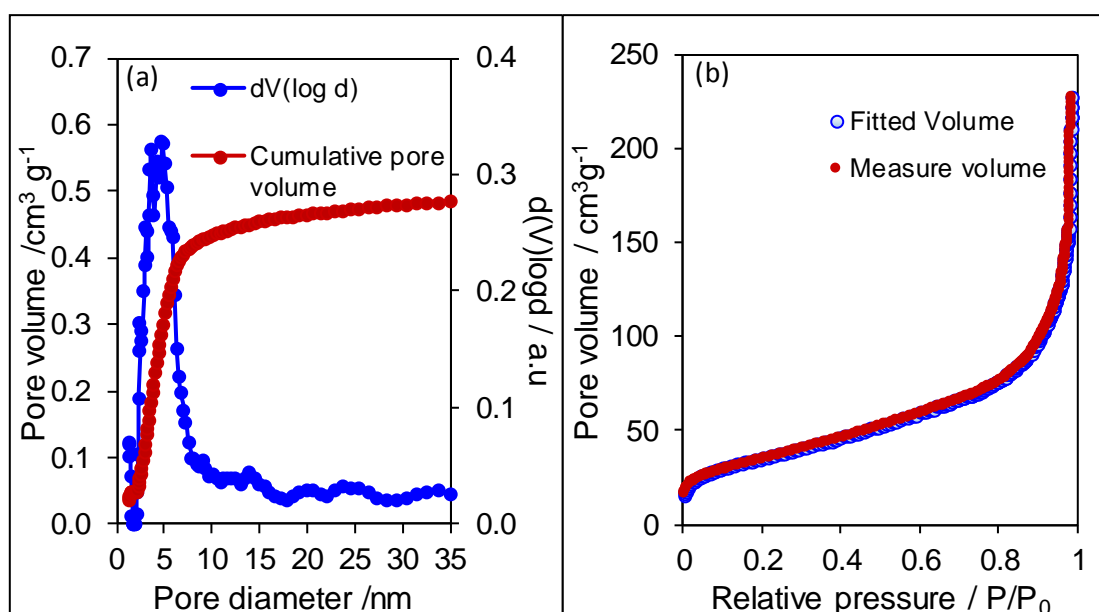 (a)
dV(log d)
Cumulative pore
volume
Pore volume /cm³ g⁻¹
0.7
0.6
0.5
0.4
0.3
0.2
0.1
0.0
0 5 10 15 20 25 30 35
Pore diameter /nm
0.4
0.3
0.2
0.1
0.0
d(V)logd / a.u
(b)
Fitted Volume
Measure volume
Pore volume / cm³g⁻¹
250
200
150
100
50
0
0 0.2 0.4 0.6 0.8 1
Relative pressure / P/P₀